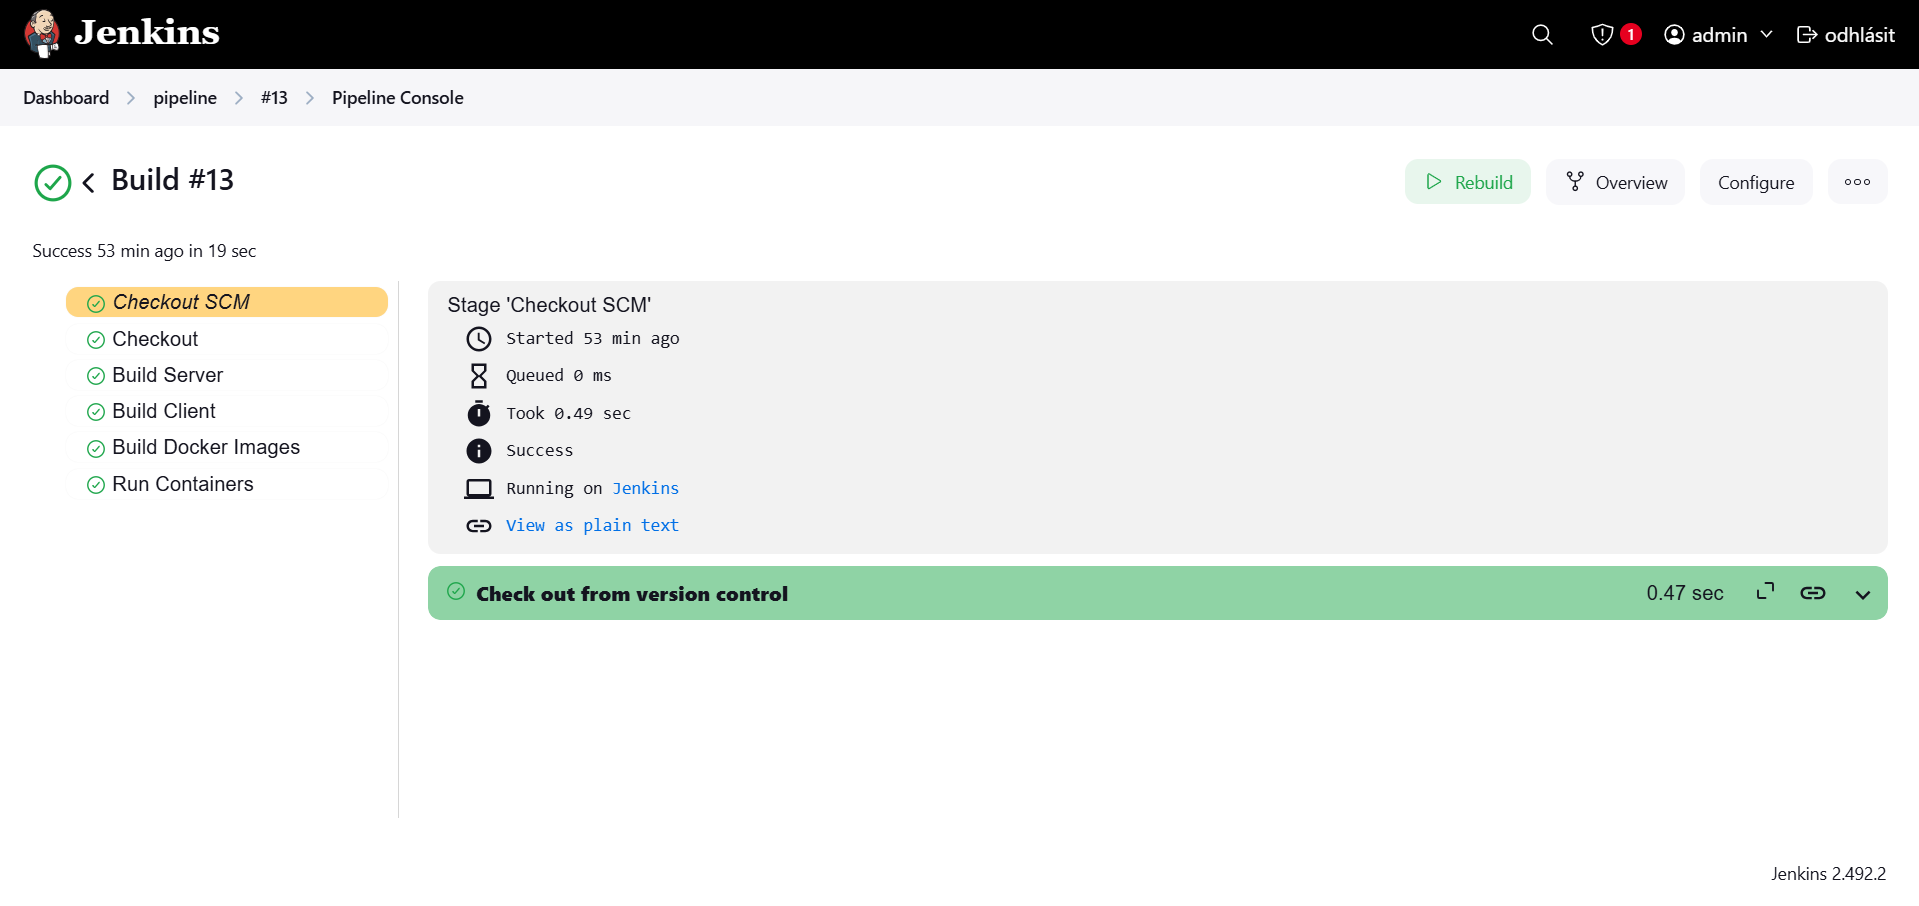 Jenkins
1
admin
odhlásit
Dashboard
pipeline
#13
Pipeline Console
Build #13
Rebuild
Overview
Configure
Success 53 min ago in 19 sec
Checkout SCM
Checkout
Build Server
Build Client
Build Docker Images
Run Containers
Stage 'Checkout SCM'
Started 53 min ago
Queued 0 ms
Took 0.49 sec
Success
Running on Jenkins
View as plain text
Check out from version control
0.47 sec
Jenkins 2.492.2